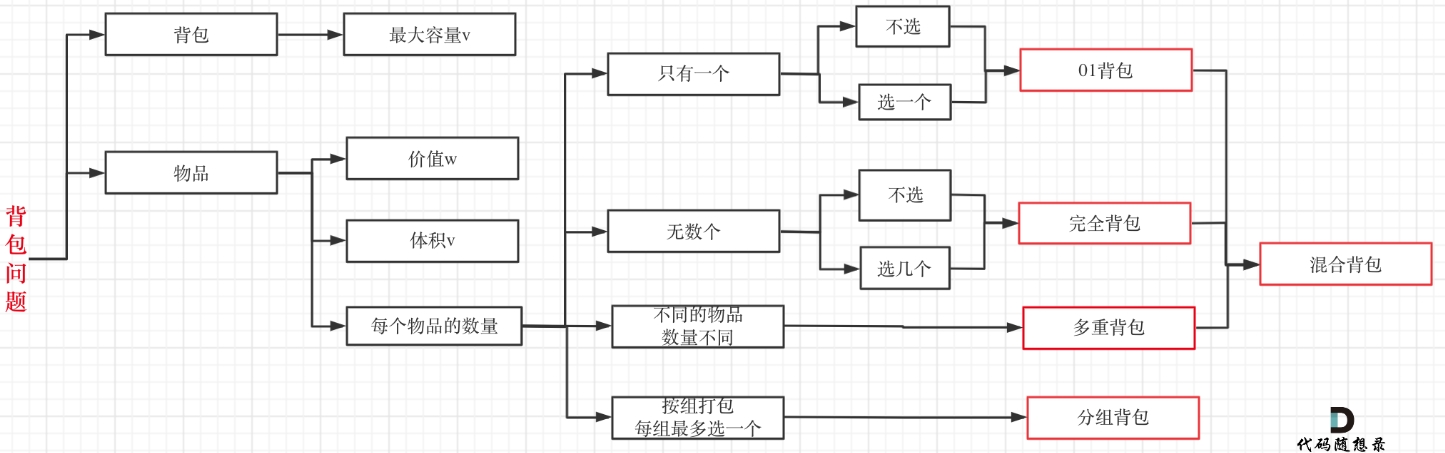 背包问题
背包
最大容量v
物品
价值w
体积v
每个物品的数量
只有一个
不选
选一个
01背包
无数个
不选
选几个
完全背包
不同的物品
数量不同
多重背包
混合背包
按组打包
每组最多选一个
分组背包
代码随想录